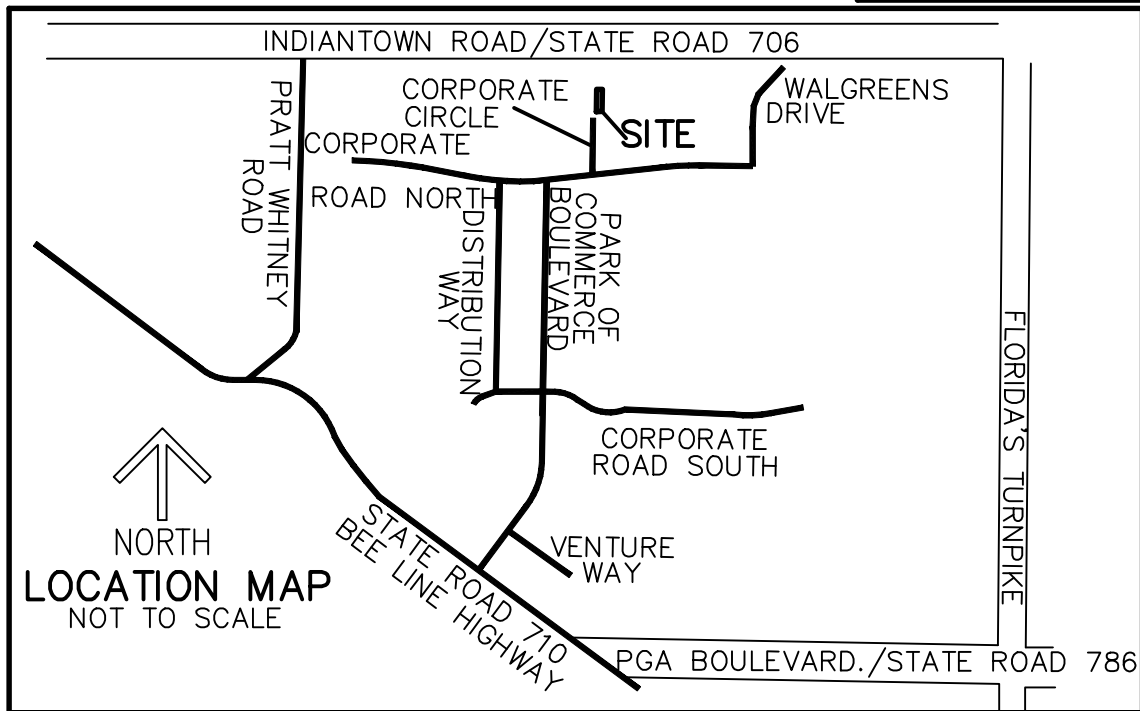 INDIANTOWN ROAD/STATE ROAD 706
PRATT WHITNEY
ROAD
CORPORATE
CIRCLE
SITE
WALGREENS
DRIVE
CORPORATE
ROAD NORTH
DISTRIBUTION
WAY
PARK OF
COMMERCE
BOULEVARD
FLORIDA'S TURNPIKE
CORPORATE
ROAD SOUTH
NORTH
LOCATION MAP
NOT TO SCALE
STATE ROAD 710
BEE LINE HIGHWAY
VENTURE
WAY
PGA BOULEVARD./STATE ROAD 786